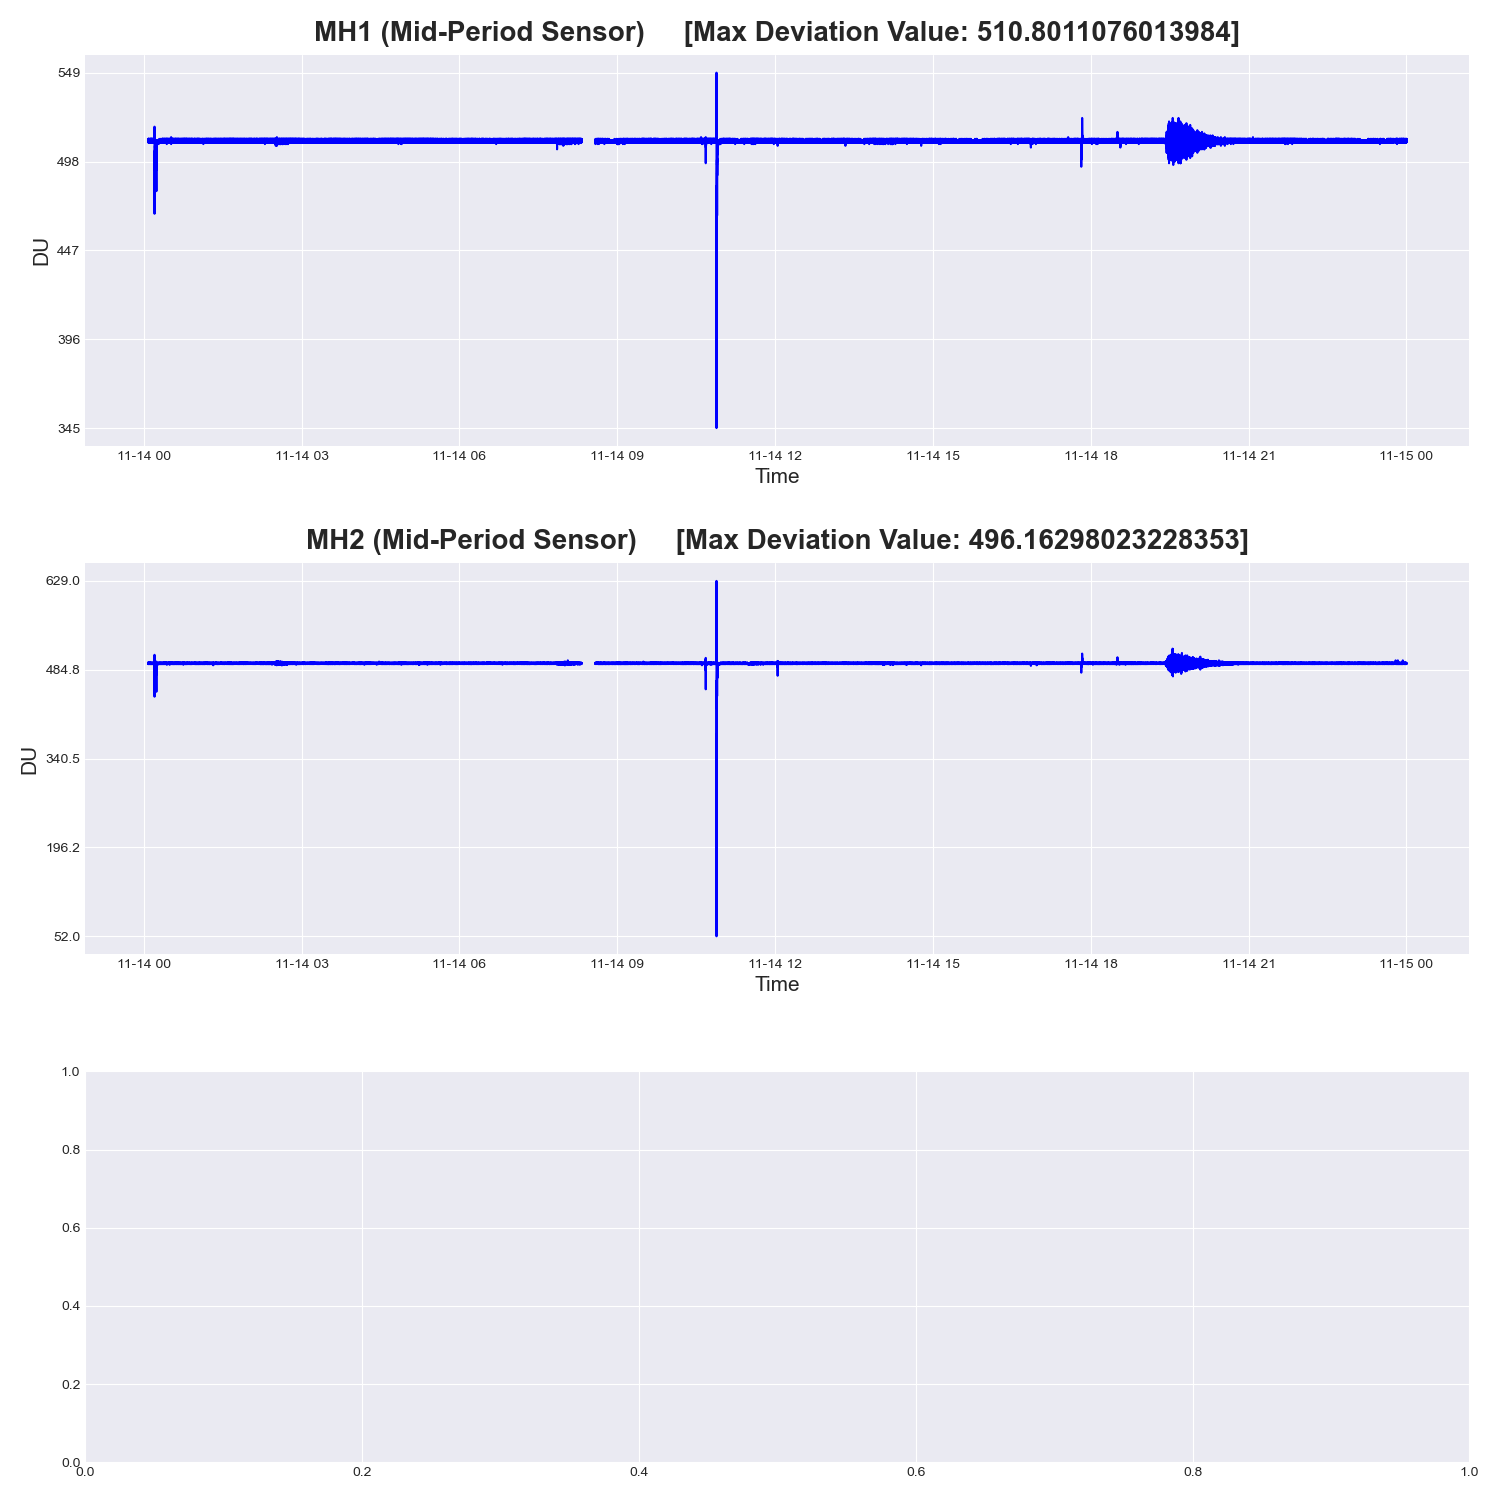 MH1 (Mid-Period Sensor) [Max Deviation Value: 510.8011076013984]
549
498
447
396
345
DU
11-14 00 11-14 03 11-14 06 11-14 09 11-14 12 11-14 15 11-14 18 11-14 21 11-15 00
Time
MH2 (Mid-Period Sensor) [Max Deviation Value: 496.16298023228353]
629.0
484.8
340.5
196.2
52.0
DU
11-14 00 11-14 03 11-14 06 11-14 09 11-14 12 11-14 15 11-14 18 11-14 21 11-15 00
Time
1.0
0.8
0.6
0.4
0.2
0.0
0.0 0.2 0.4 0.6 0.8 1.0